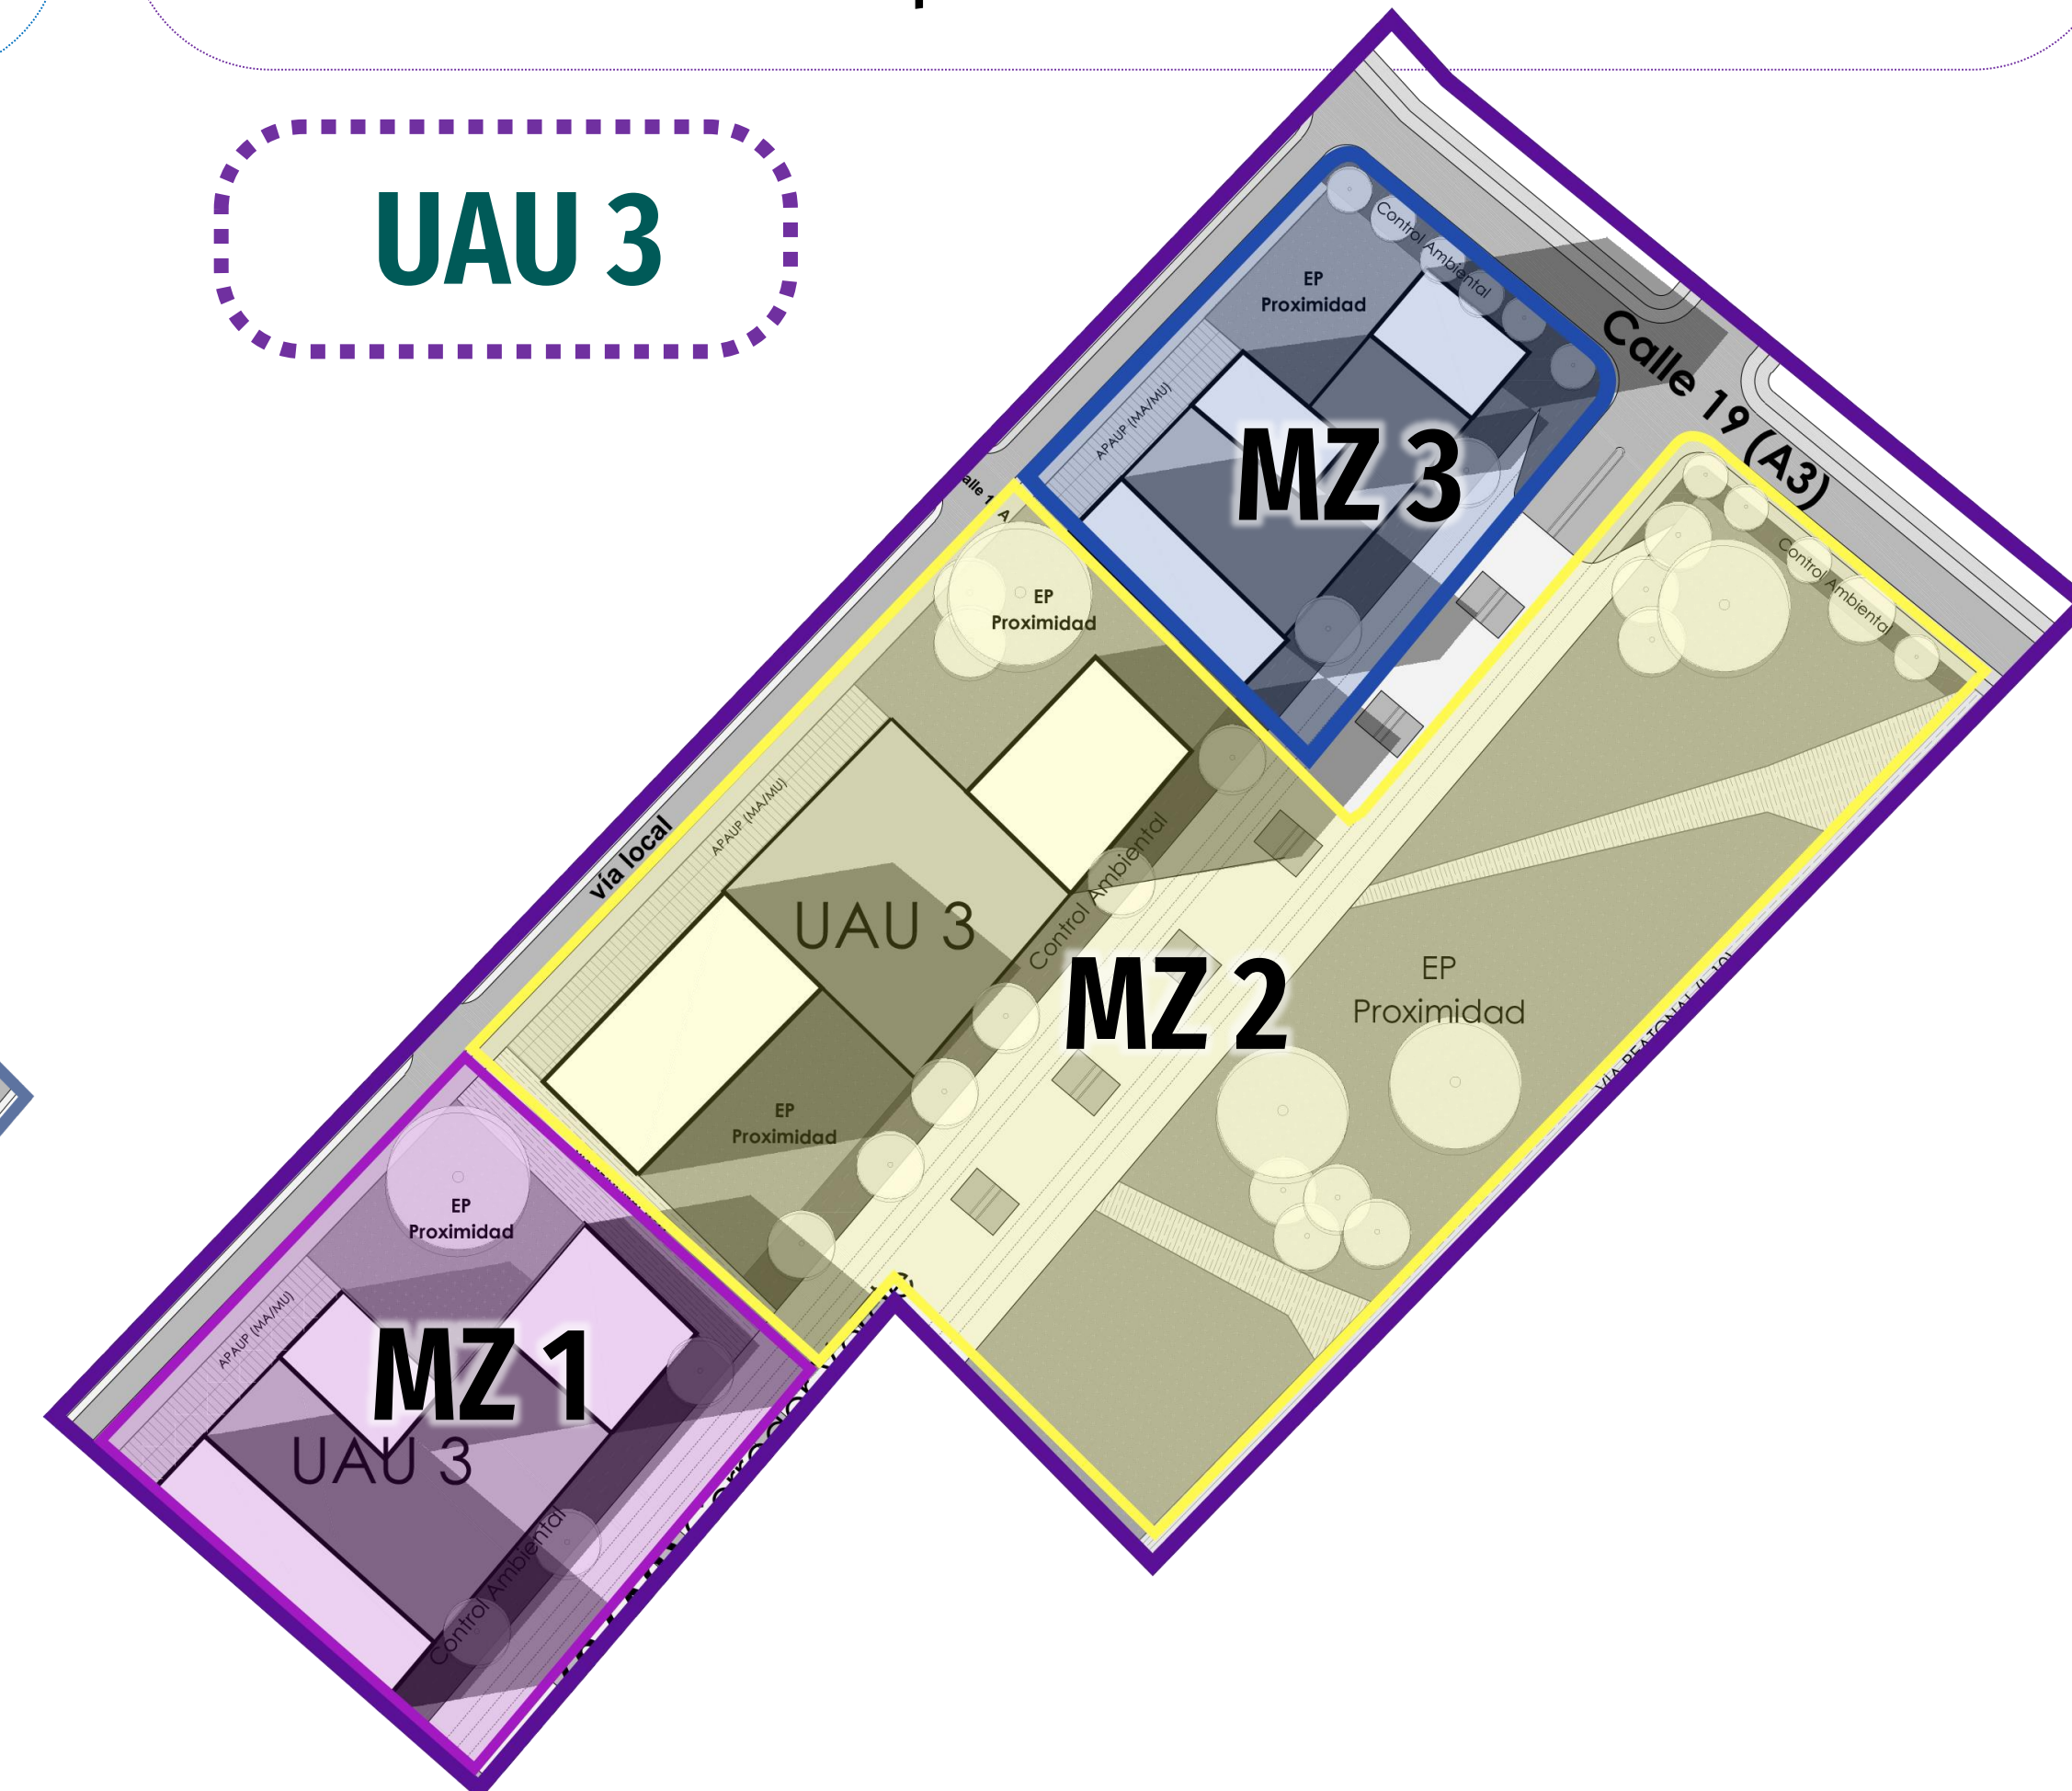 UAU 3
Calle 19 (A3)
Control Ambiental
EP
Proximidad
APAUP (MA/MU)
MZ 3
Control Ambiental
EP
Proximidad
APAUP (MA/MU)
vía local
UAU 3
Control Ambiental
MZ 2
EP
Proximidad
EP
Proximidad
EP
Proximidad
APAUP (MA/MU)
MZ 1
UAU 3
Control Ambiental